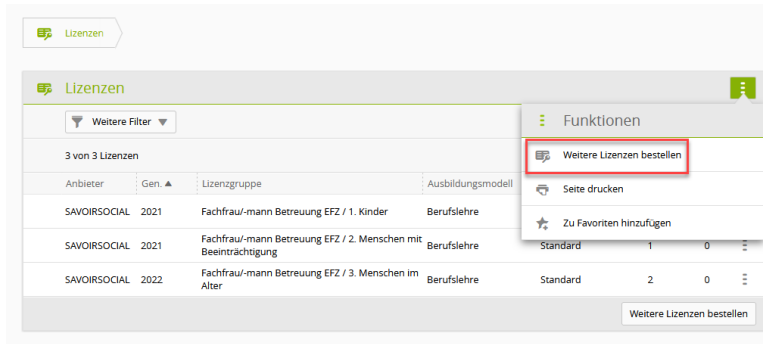 Lizenzen
Lizenzen
Weitere Filter
Funktionen
3 von 3 Lizenzen
Weitere Lizenzen bestellen
Anbieter Gen. Lizenzgruppe Ausbildungsmodell
Seite drucken
SAVOIRSOCIAL 2021 Fachfrau/-mann Betreuung EFZ / 1. Kinder Berufslehre
Zu Favoriten hinzufügen
SAVOIRSOCIAL 2021 Fachfrau/-mann Betreuung EFZ / 2. Menschen mit
Beeinträchtigung Berufslehre Standard 1 0
SAVOIRSOCIAL 2022 Fachfrau/-mann Betreuung EFZ / 3. Menschen im
Alter Berufslehre Standard 2 0
Weitere Lizenzen bestellen